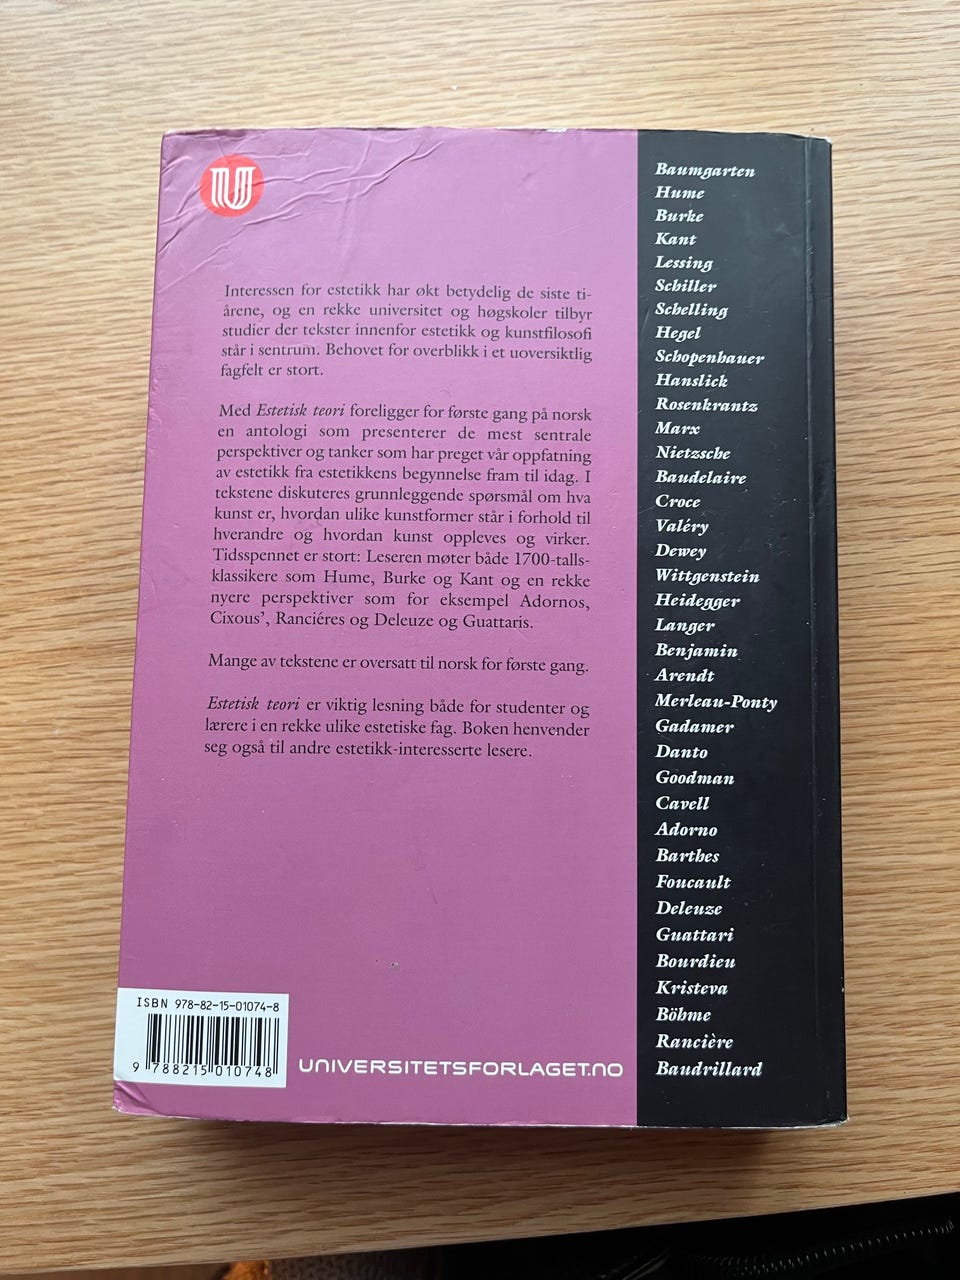 U
Interessen for estetikk har økt betydelig de siste ti-
årene, og en rekke universitet og høgskoler tilbyr
studier der tekster innenfor estetikk og kunstfilosofi
står i sentrum. Behovet for overblikk i et uoversiktlig
fagfelt er stort.
Med Estetisk teori foreligger for første gang på norsk
en antologi som presenterer de mest sentrale
perspektiver og tanker som har preget vår oppfatning
av estetikk fra estetikkens begynnelse fram til idag. I
tekstene diskuteres grunnleggende spørsmål om hva
kunst er, hvordan ulike kunstformer står i forhold til
hverandre og hvordan kunst oppleves og virker.
Tidsspennet er stort: Leseren møter både 1700-talls-
klassikere som Hume, Burke og Kant og en rekke
nyere perspektiver som for eksempel Adornos,
Cixous', Ranciéres og Deleuze og Guattaris.
Mange av tekstene er oversatt til norsk for første gang.
Estetisk teori er viktig lesning både for studenter og
lærere i en rekke ulike estetiske fag. Boken henvender
seg også til andre estetikk-interesserte lesere.
ISBN 978-82-15-01074-8
9 788215 010748
UNIVERSITETSFORLAGET.NO
Baumgarten
Hume
Burke
Kant
Lessing
Schiller
Schelling
Hegel
Schopenhauer
Hanslick
Rosenkrantz
Marx
Nietzsche
Baudelaire
Croce
Valéry
Dewey
Wittgenstein
Heidegger
Langer
Benjamin
Arendt
Merleau-Ponty
Gadamer
Danto
Goodman
Cavell
Adorno
Barthes
Foucault
Deleuze
Guattari
Bourdieu
Kristeva
Böhme
Rancière
Baudrillard